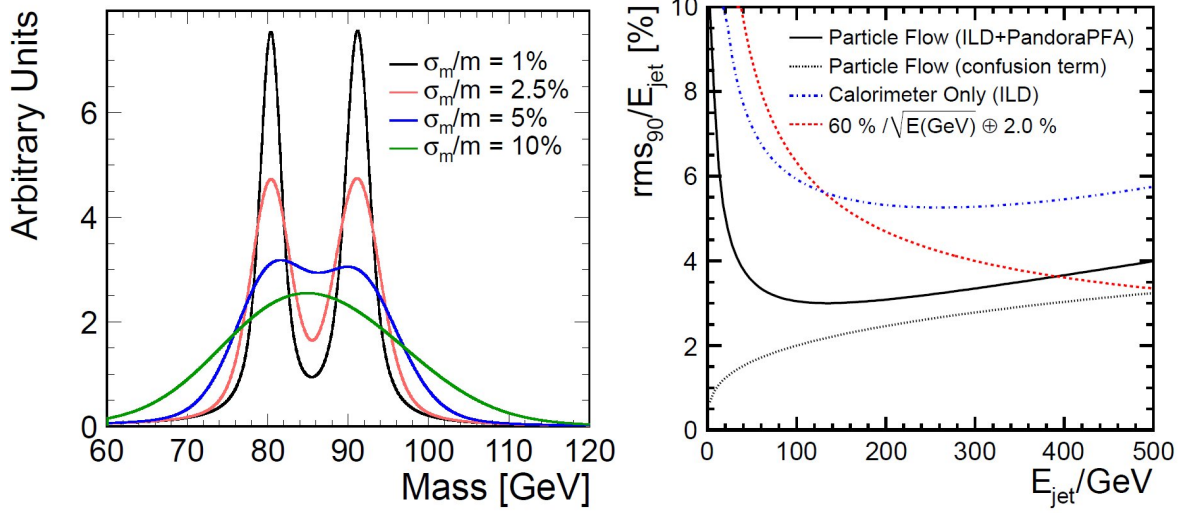 Arbitrary Units
6
4
2
0
σm/m = 1%
σm/m = 2.5%
σm/m = 5%
σm/m = 10%
60 70 80 90 100 110 120
Mass [GeV]
rms90/Ejet [%]
10
8
6
4
2
0
Particle Flow (ILD+PandoraPFA)
Particle Flow (confusion term)
Calorimeter Only (ILD)
60 % /√E(GeV) ⊕ 2.0 %
0 100 200 300 400 500
Ejet/GeV